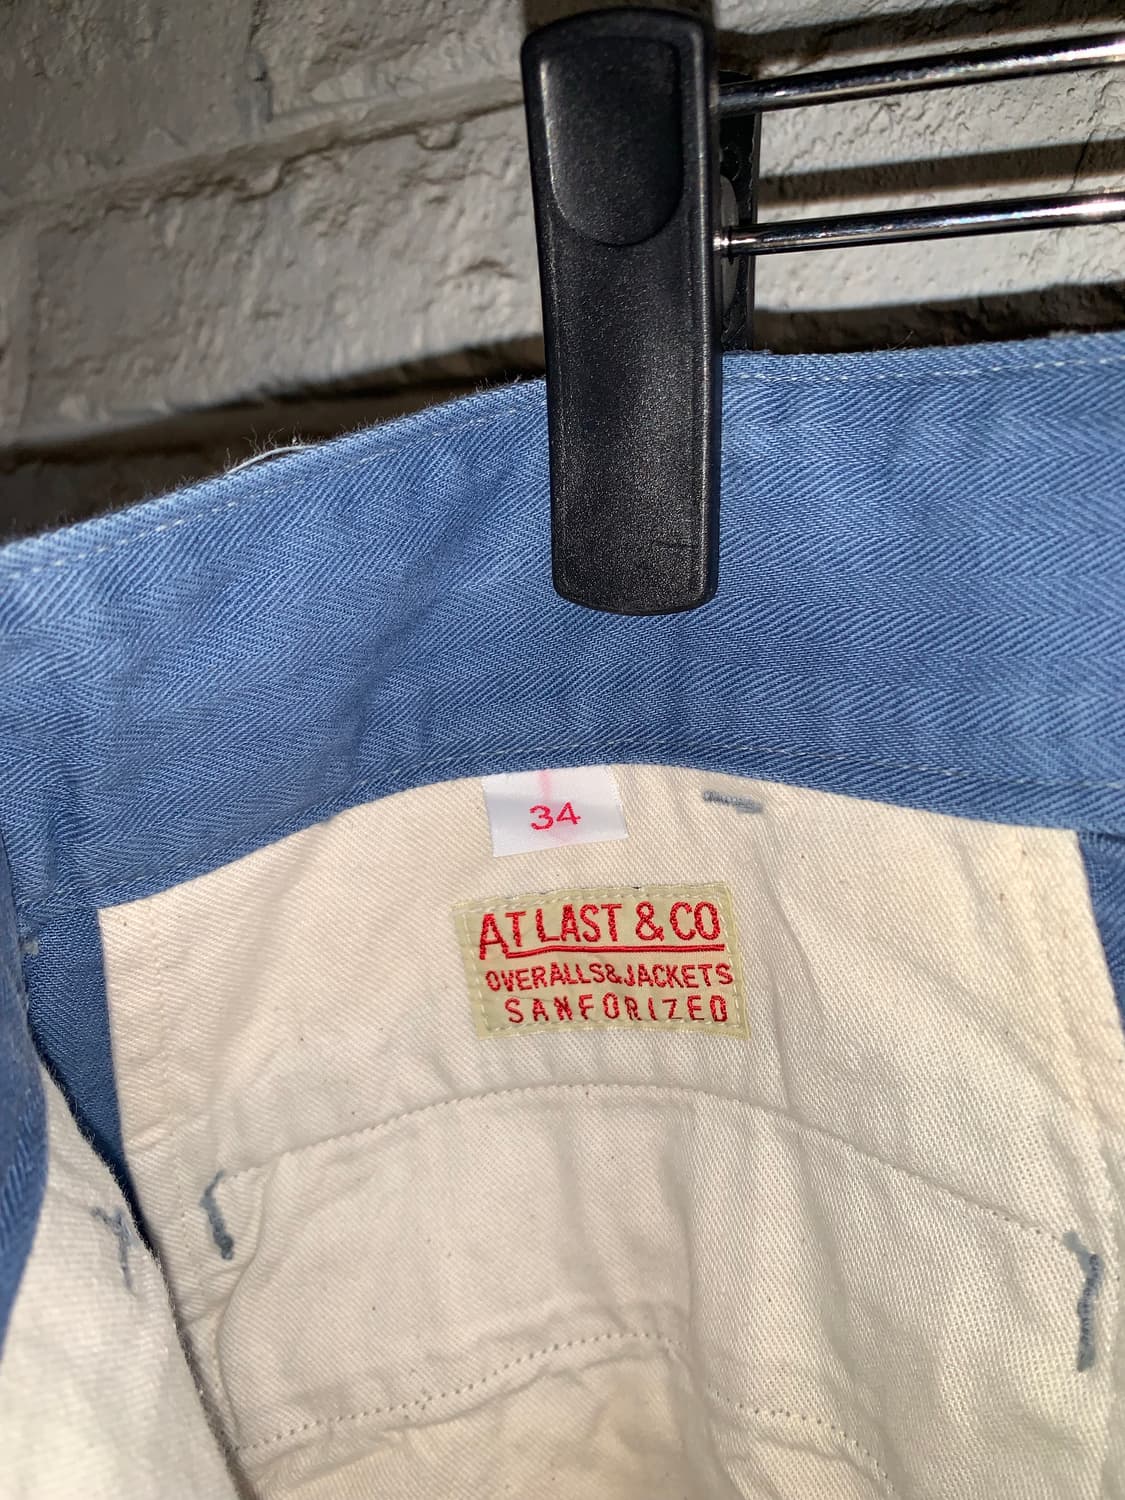 34
AT LAST & CO
OVERALLS&JACKETS
SANFORIZED